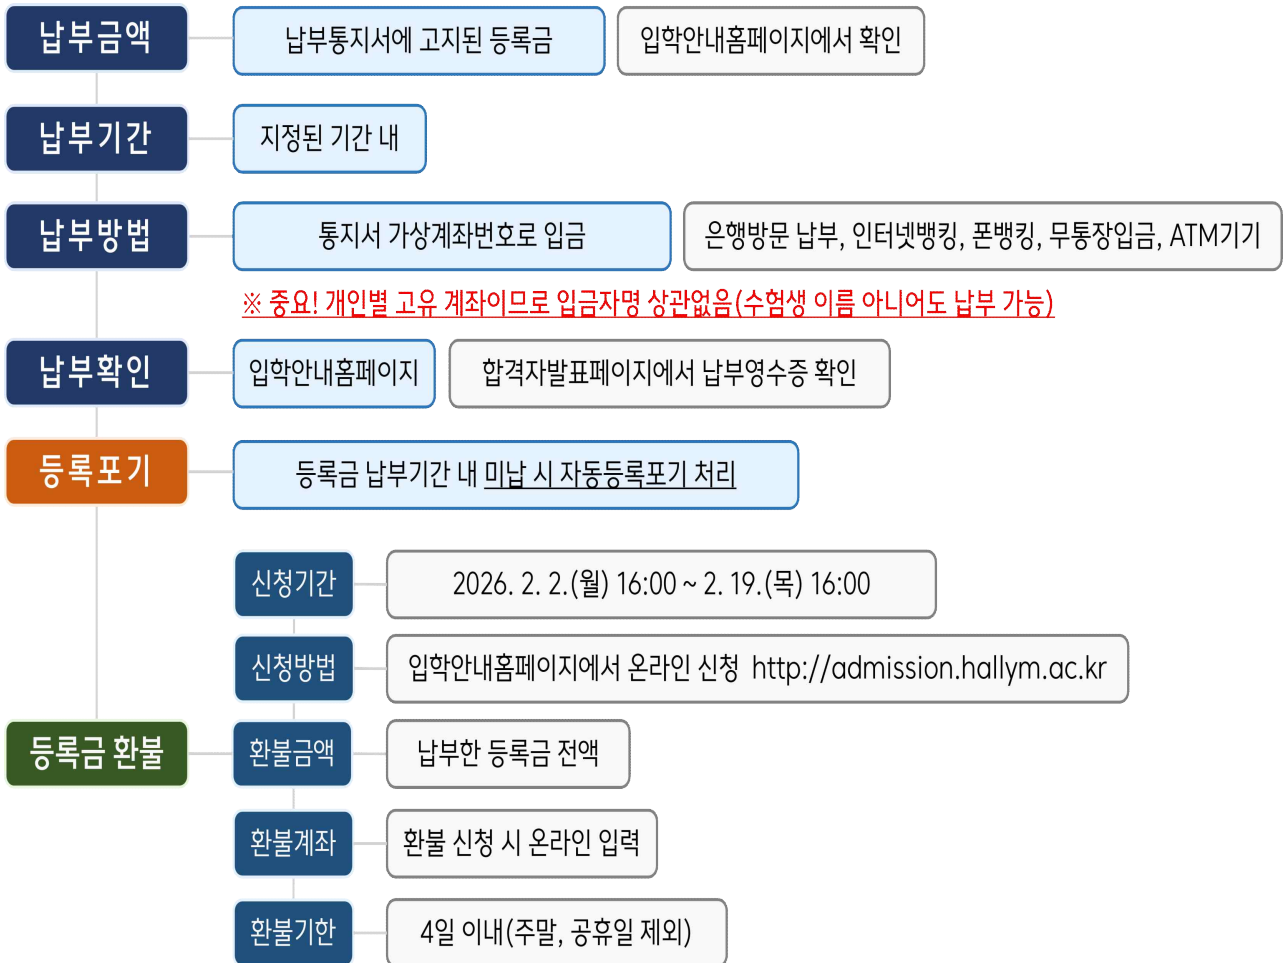 납부금액 납부통지서에 고지된 등록금 입학안내홈페이지에서 확인
납부기간 지정된 기간 내
납부방법 통지서 가상계좌번호로 입금 은행방문 납부, 인터넷뱅킹, 폰뱅킹, 무통장입금, ATM기기
※ 중요! 개인별 고유 계좌이므로 입금자명 상관없음(수험생 이름 아니어도 납부 가능)
납부확인 입학안내홈페이지 합격자발표페이지에서 납부영수증 확인
등록포기 등록금 납부기간 내 미납 시 자동등록포기 처리
신청기간 2026. 2. 2.(월) 16:00 ~ 2. 19.(목) 16:00
신청방법 입학안내홈페이지에서 온라인 신청 http://admission.hallym.ac.kr
등록금 환불 환불금액 납부한 등록금 전액
환불계좌 환불 신청 시 온라인 입력
환불기한 4일 이내(주말, 공휴일 제외)